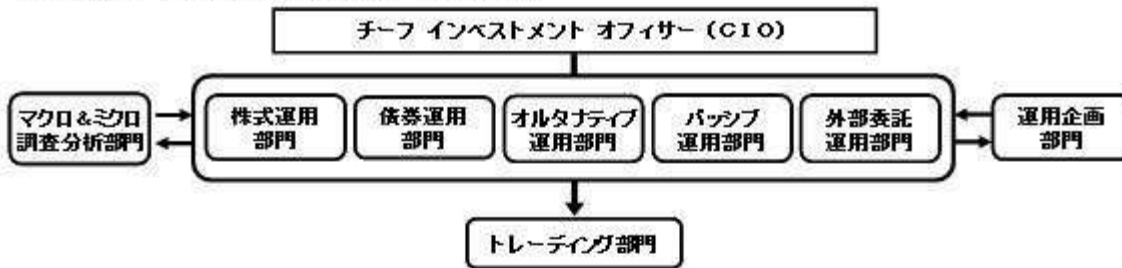 チーフ インベストメント オフィサー (CIO)
マクロ&ミクロ
調査分析部門
株式運用
部門
債券運用
部門
オルタナティブ
運用部門
パッシブ
運用部門
外部委託
運用部門
運用企画
部門
トレーディング部門